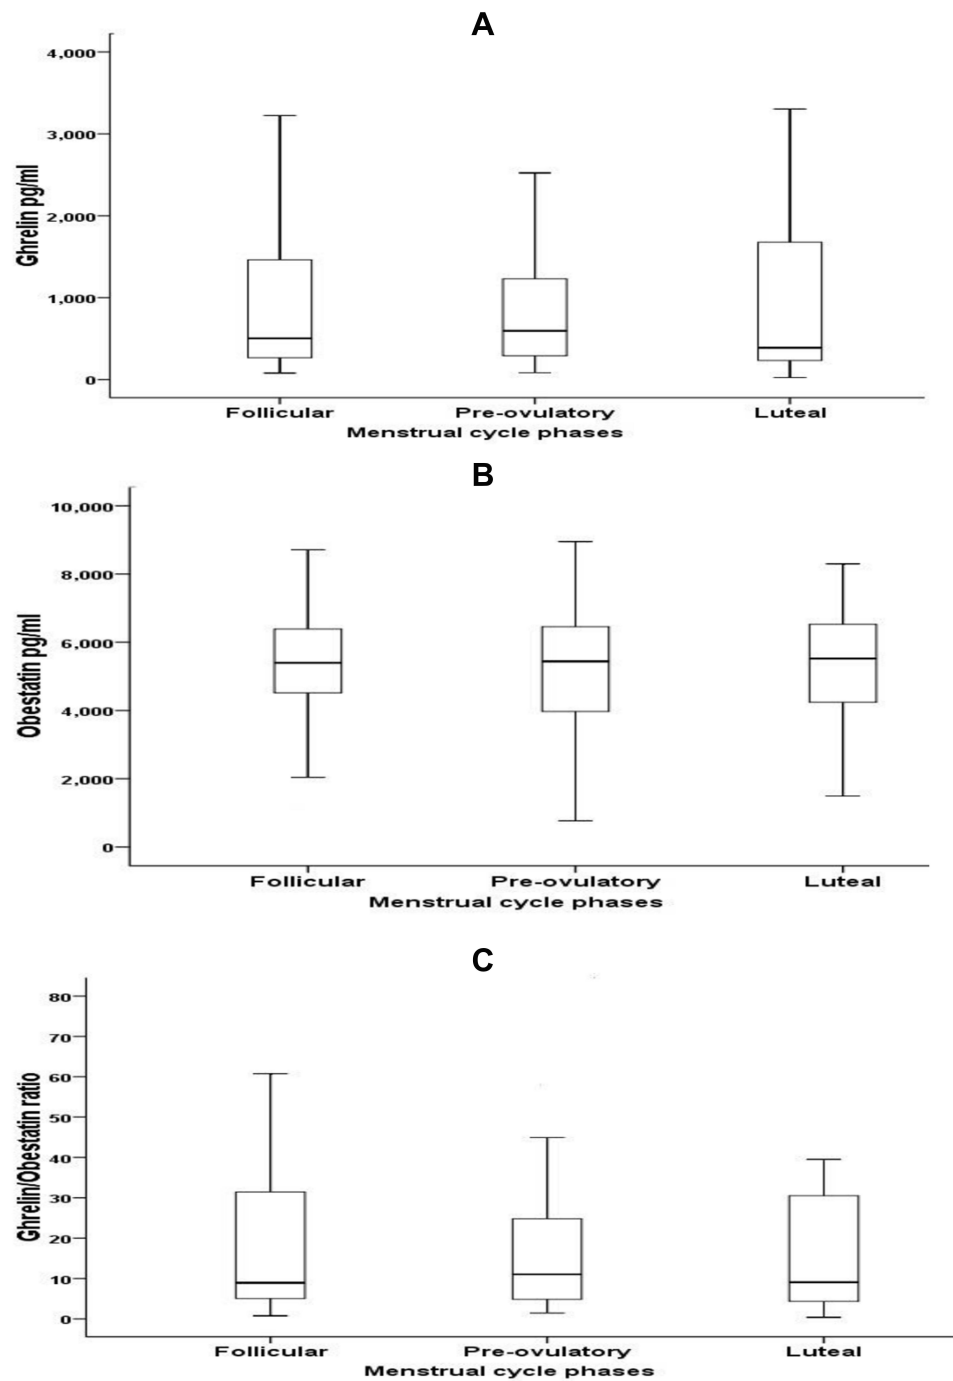 A
4,000
3,000
2,000
1,000
0
Ghrelin pg/ml
Follicular Pre-ovulatory Luteal
Menstrual cycle phases
B
10,000
8,000
6,000
4,000
2,000
0
Obestatin pg/ml
Follicular Pre-ovulatory Luteal
Menstrual cycle phases
C
80
70
60
50
40
30
20
10
0
Ghrelin/Obestatin ratio
Follicular Pre-ovulatory Luteal
Menstrual cycle phases